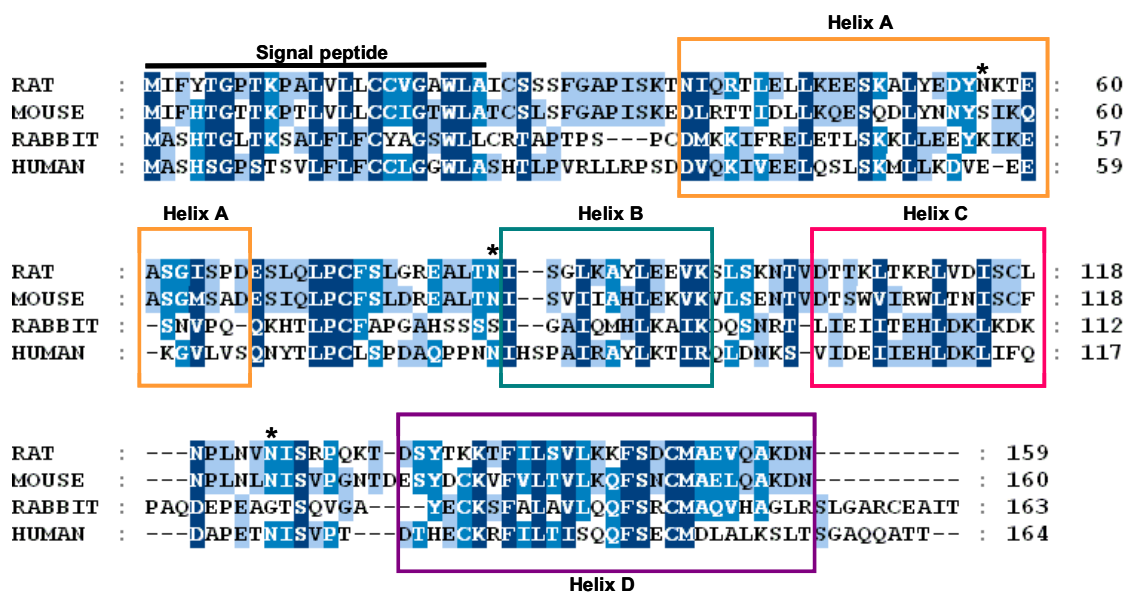 Helix A
Signal peptide
*
RAT : MIFYTGPTKPALVLLCCVGAWLAICSSSFGAPISKTNIQRTLELLKEESKALYEDYNKTE : 60
MOUSE : MIFHTGTTKPTLVLLCCIGTWLATCSLSFGAPISKEDLRTTLDLLKQESQDLYNNYSIKQ : 60
RABBIT : MASHTGLTKSALFLFCYAGSWLLCRTAPTPS---PCDMKKIFRELETLSKKLLEEYKIKE : 57
HUMAN : MASHSGPSTSVLFLFCCLGGWLASHTLPVRLLRPSDDVQKIVEELQSLSKMLLKDVE-EE : 59
Helix A Helix B Helix C
*
RAT : ASGISPDESLQLPCFSLGREALTNI--SGLKAYLEEVKSLSKNTVDTTKLTKRLVDISCL : 118
MOUSE : ASGMSADESIQLPCFSLDREALTNI--SVIIAHLEKVKVLSENTVDTSWVIRWLTNISCF : 118
RABBIT : -SNVPQ-QKHTLPCFAPGAHSSSSI--GAIQMHLKAIKDQSNRT-LIEIITEHLDKLKDK : 112
HUMAN : -KGVLVSQNYTLPCLSPDAQPPNNIHSPAIRAYLKTIRQLDNKS-VIDEIIEHLDKLIFQ : 117
*
RAT : ---NPLNVNISRPQKT-DSYTKKTFILSVLKKFSDCMAEVQAKDN---------- : 159
MOUSE : ---NPLNLNISVPGNTDESYDCKVFVLTVLKQFSNCMAELQAKDN---------- : 160
RABBIT : PAQDEPEAGTSQVGA----YECKSFALAVLQQFSRCMAQVHAGLRSLGARCEAIT : 163
HUMAN : ---DAPETNISVPT---DTHECKRFILTISQQFSECMDLALKSLTSGAQQATT-- : 164
Helix D